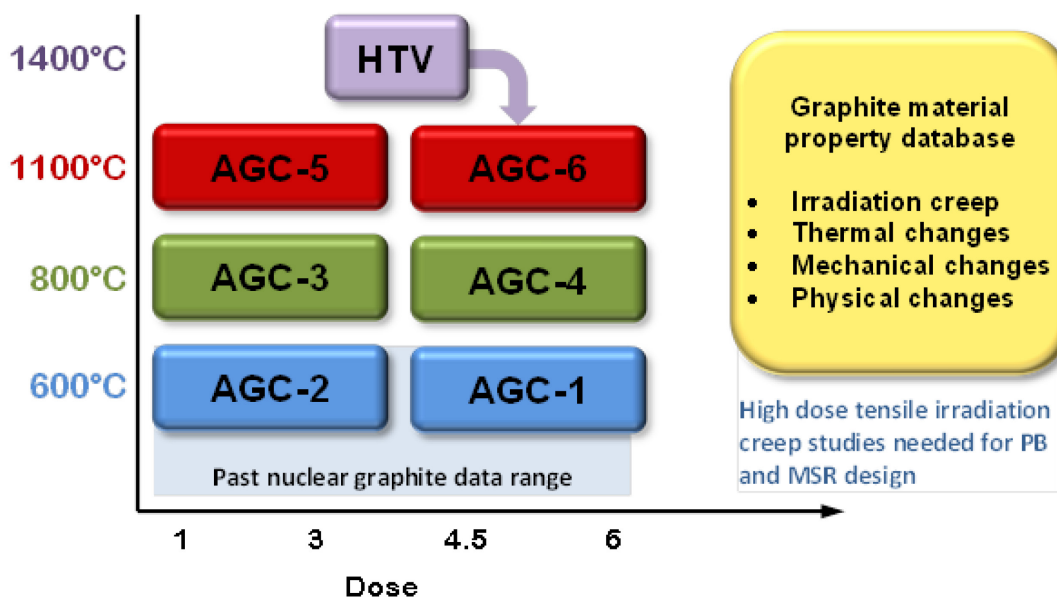 1400°C
HTV
1100°C
AGC-5
AGC-6
800°C
AGC-3
AGC-4
600°C
AGC-2
AGC-1
Past nuclear graphite data range
1
3
4.5
6
Dose
Graphite material
property database
• Irradiation creep
• Thermal changes
• Mechanical changes
• Physical changes
High dose tensile irradiation
creep studies needed for PB
and MSR design